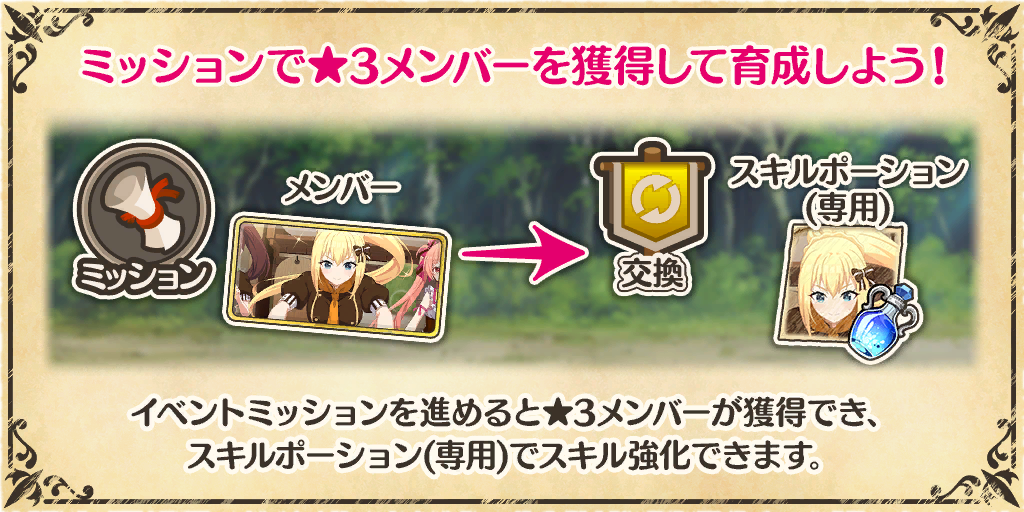 ミッションで★3メンバーを獲得して育成しよう!
ミッション
メンバー
交換
スキルポーション
(専用)
イベントミッションを進めると★3メンバーが獲得でき、
スキルポーション(専用)でスキル強化できます。